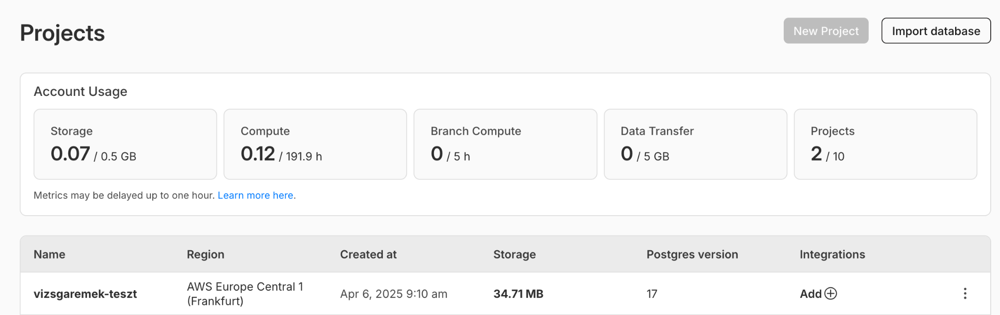 Projects
New Project
Import database
Account Usage
Storage
0.07 / 0.5 GB
Compute
0.12 / 191.9 h
Branch Compute
0 / 5 h
Data Transfer
0 / 5 GB
Projects
2 / 10
Metrics may be delayed up to one hour. Learn more here.
Name Region Created at Storage Postgres version Integrations
vizsgaremek-teszt
AWS Europe Central 1
(Frankfurt)
Apr 6, 2025 9:10 am
34.71 MB
17
Add